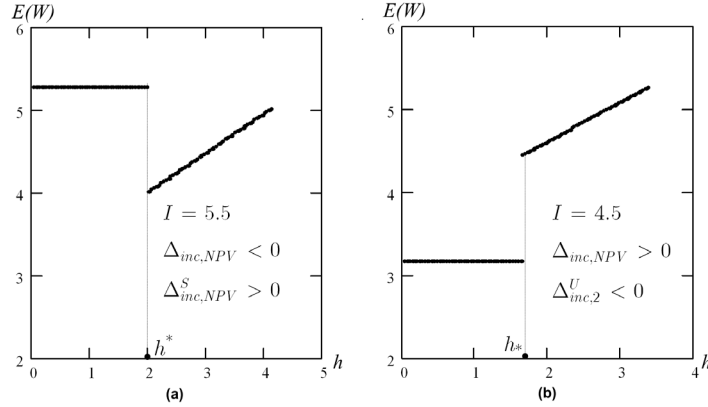 E(W)
6
5
4
3
2
I = 5.5
Δ_{inc,NPV} < 0
Δ^S_{inc,NPV} > 0
h^*
0 1 2 3 4 5 h
(a)
E(W)
6
5
4
3
2
I = 4.5
Δ_{inc,NPV} > 0
Δ^U_{inc,2} < 0
h*
0 1 2 3 4 h
(b)